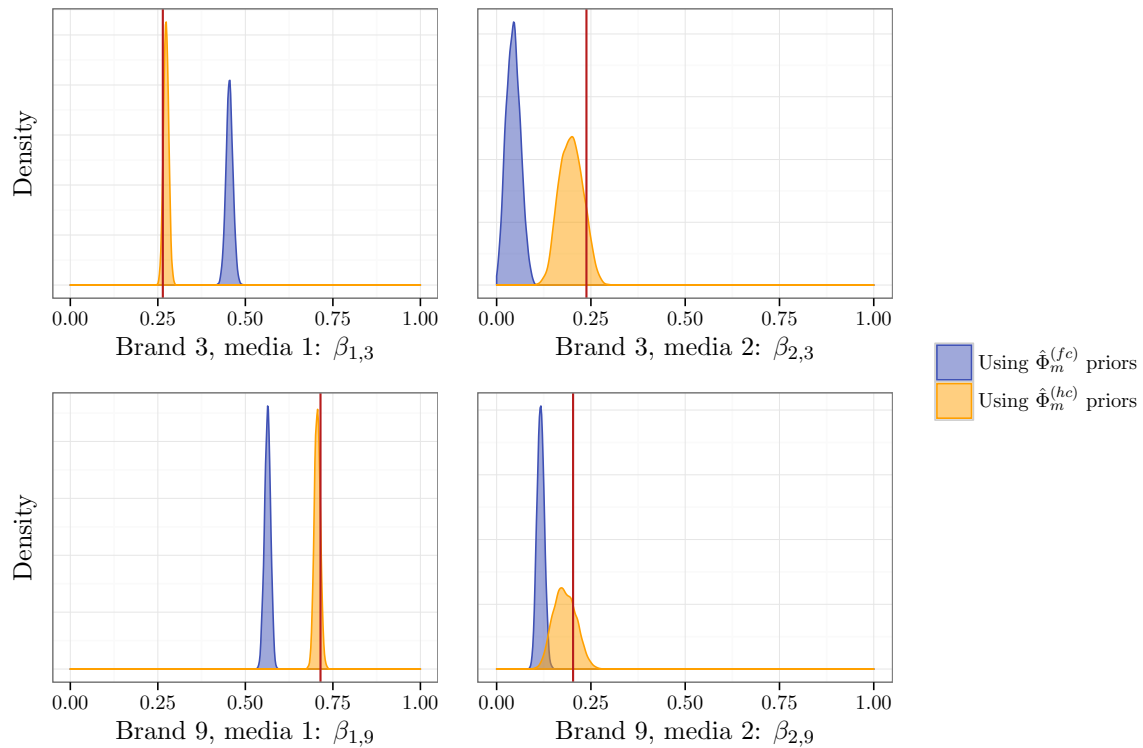 Density
0.00 0.25 0.50 0.75 1.00
Brand 3, media 1: β₁,₃
0.00 0.25 0.50 0.75 1.00
Brand 3, media 2: β₂,₃
Density
0.00 0.25 0.50 0.75 1.00
Brand 9, media 1: β₁,₉
0.00 0.25 0.50 0.75 1.00
Brand 9, media 2: β₂,₉
Using Φ̂ₘ^(fc) priors
Using Φ̂ₘ^(hc) priors